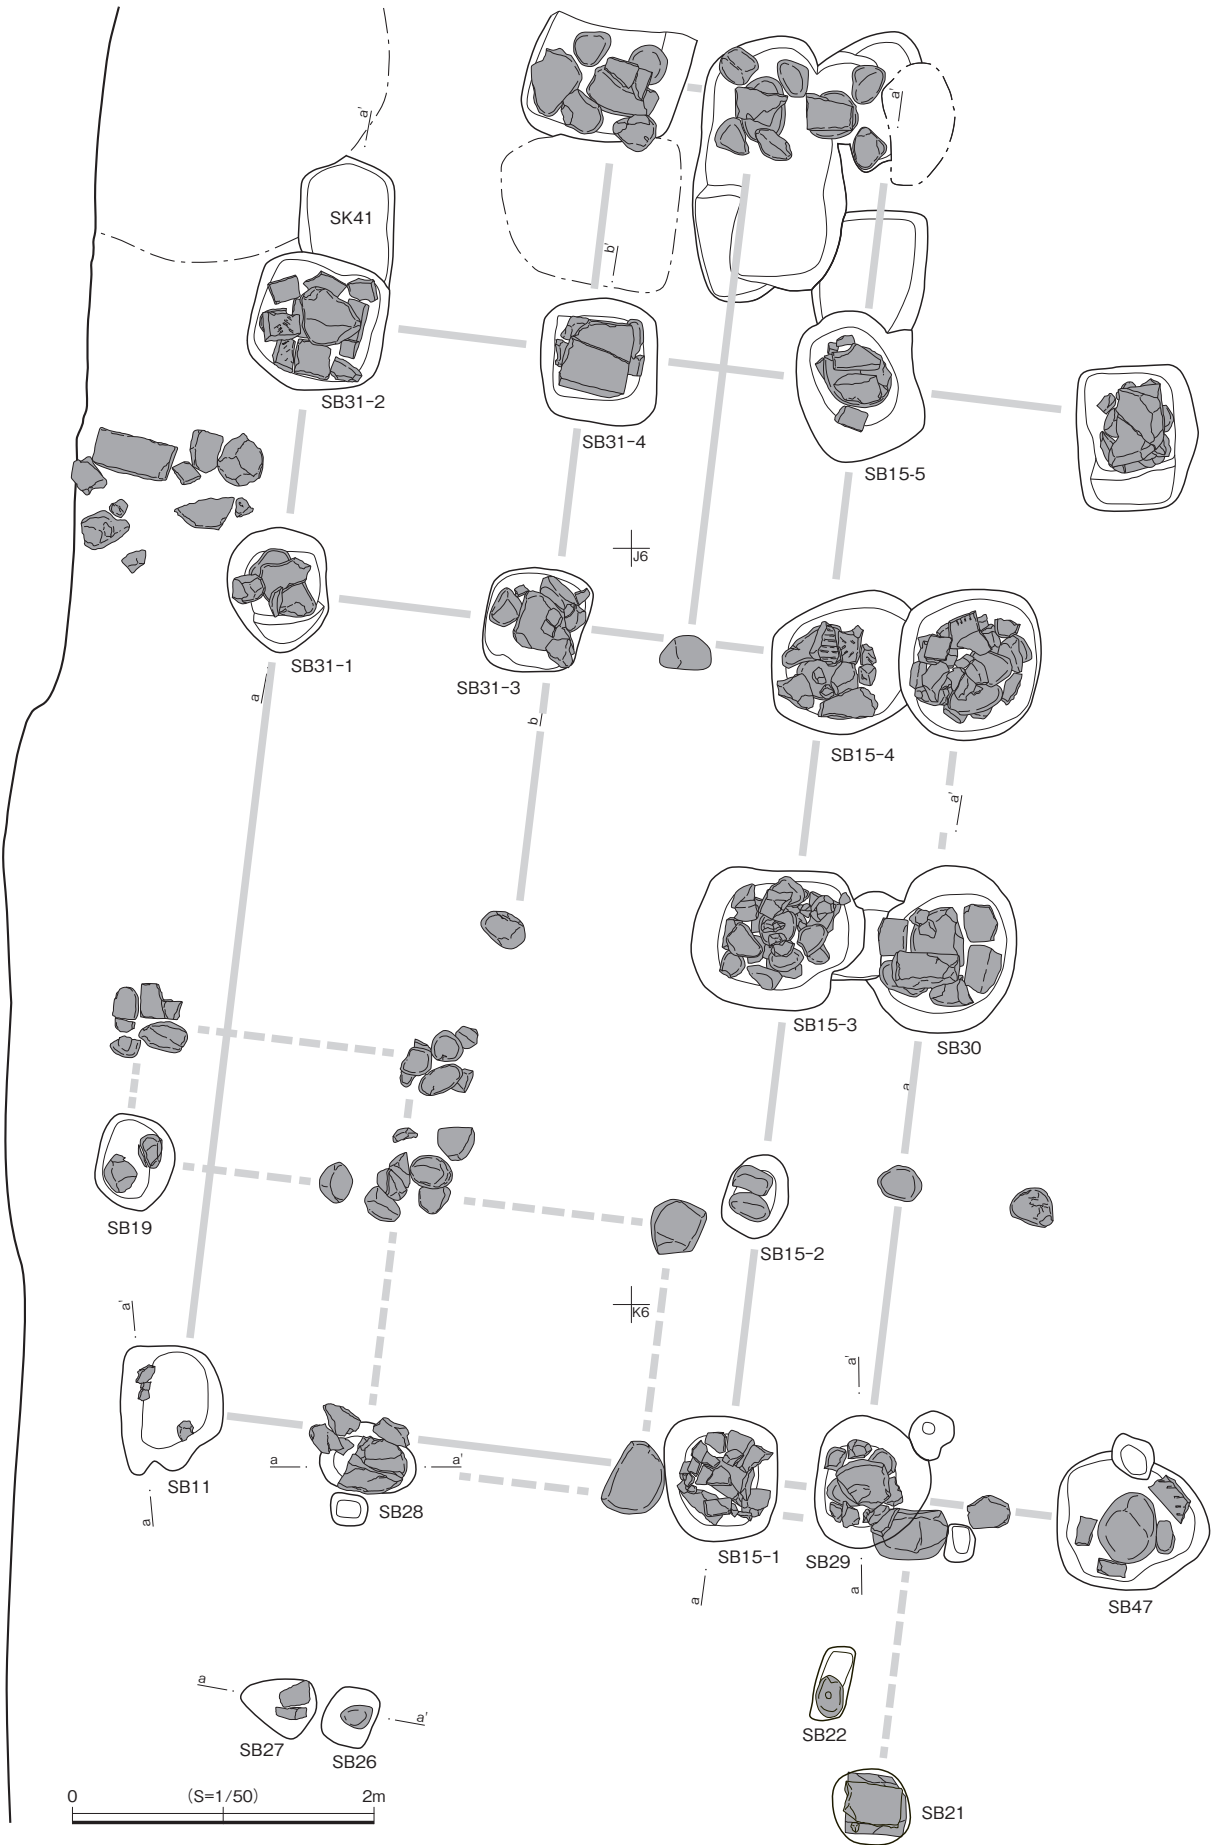 a'
a'
SK41
b'
SB31-2
SB31-4
SB15-5
J6
SB31-1
SB31-3
a
b
SB15-4
a'
SB15-3
SB30
a
SB19
SB15-2
a'
K6
a'
a
a'
SB11
SB28
a
SB15-1
SB29
a
a
SB47
a
a'
SB22
SB27
SB26
0
(S=1/50)
2m
SB21